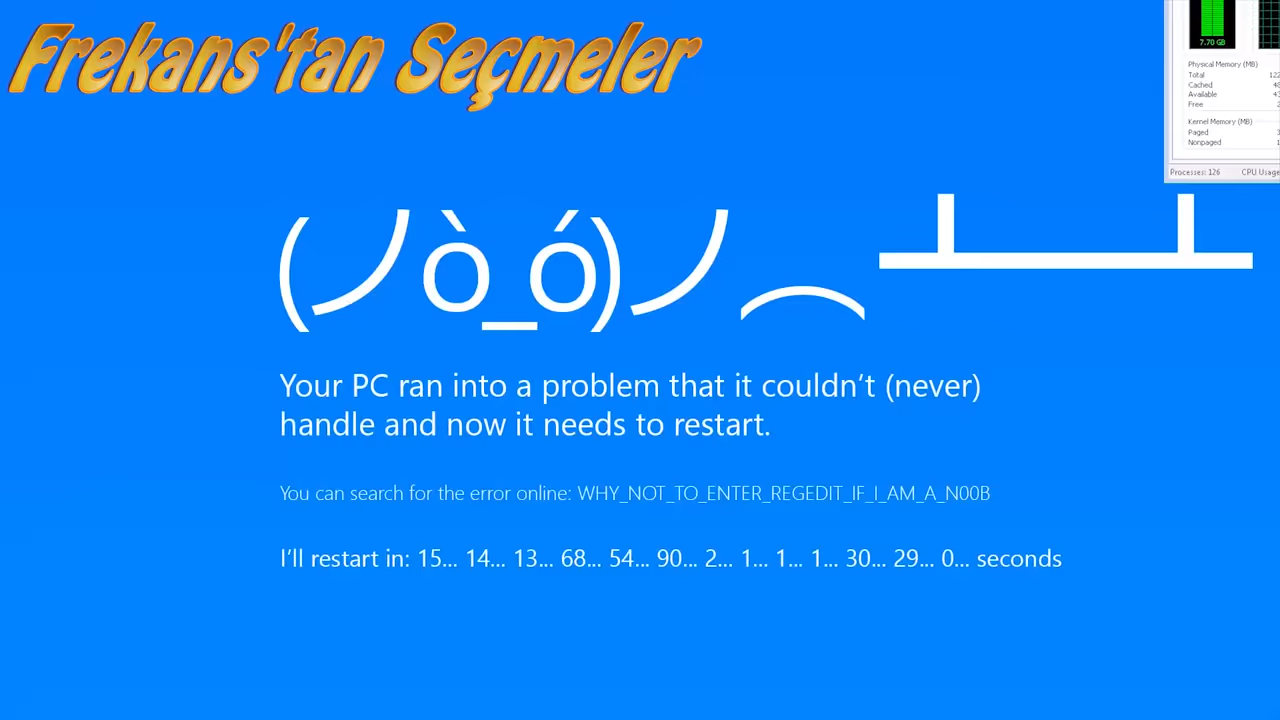 Frekans'tan Seçmeler
7.70 GB
Physical Memory (MB)
Total
Cached
Available
Free
Kernel Memory (MB)
Paged
Nonpaged
Processes: 126 CPU Usage
(ノò_ó)ノ︵ ┻━┻
Your PC ran into a problem that it couldn’t (never)
handle and now it needs to restart.
You can search for the error online: WHY_NOT_TO_ENTER_REGEDIT_IF_I_AM_A_N00B
I’ll restart in: 15... 14... 13... 68... 54... 90... 2... 1... 1... 1... 30... 29... 0... seconds